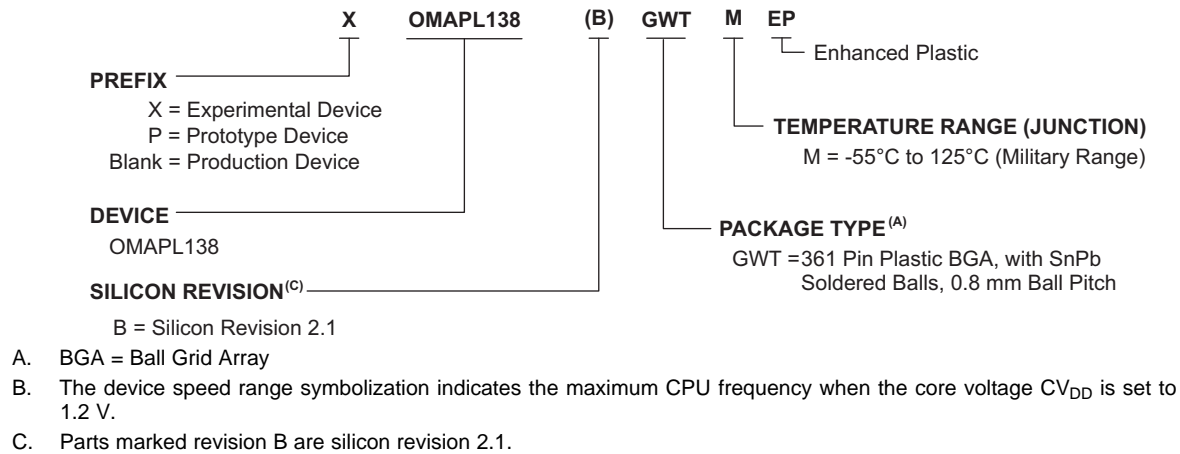 X OMAPL138 (B) GWT M EP
Enhanced Plastic
PREFIX
X = Experimental Device
P = Prototype Device
Blank = Production Device
TEMPERATURE RANGE (JUNCTION)
M = -55°C to 125°C (Military Range)
DEVICE
OMAPL138
PACKAGE TYPE(A)
GWT =361 Pin Plastic BGA, with SnPb
Soldered Balls, 0.8 mm Ball Pitch
SILICON REVISION(C)
B = Silicon Revision 2.1
A. BGA = Ball Grid Array
B. The device speed range symbolization indicates the maximum CPU frequency when the core voltage CVDD is set to
1.2 V.
C. Parts marked revision B are silicon revision 2.1.